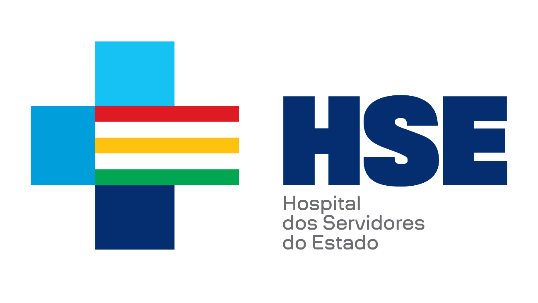 HSE
Hospital
dos Servidores
do Estado